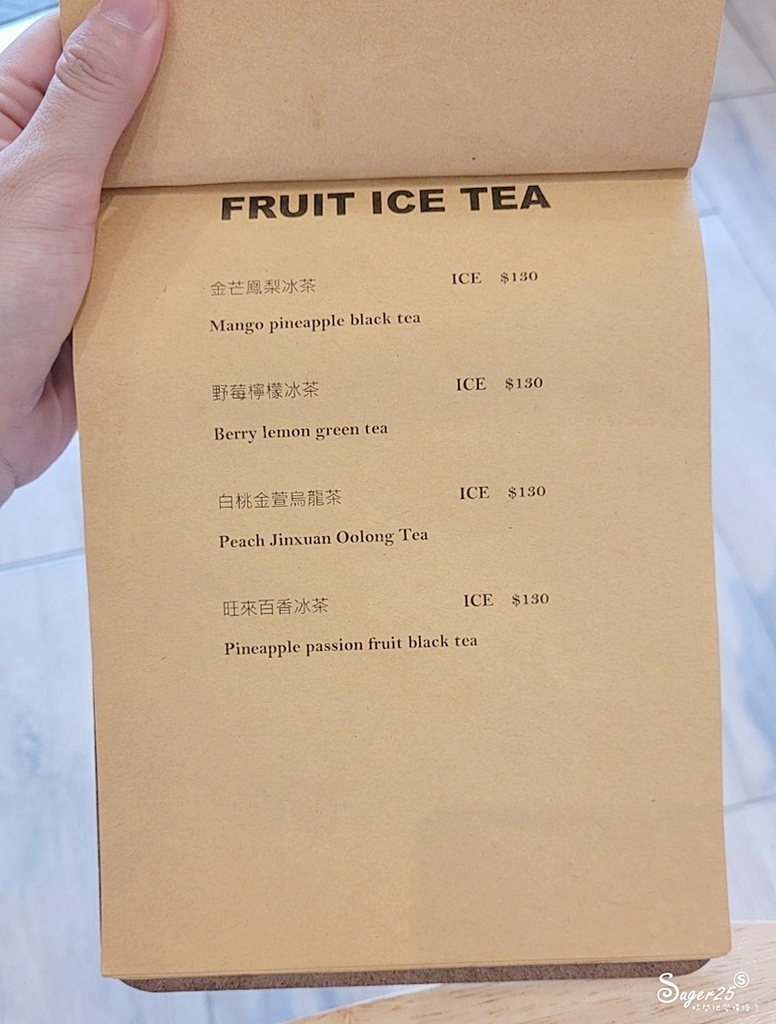 FRUIT ICE TEA
金芒鳳梨冰茶 ICE $130
Mango pineapple black tea
野莓檸檬冰茶 ICE $130
Berry lemon green tea
白桃金萱烏龍茶 ICE $130
Peach Jinxuan Oolong Tea
旺來百香冰茶 ICE $130
Pineapple passion fruit black tea
Suger25 S